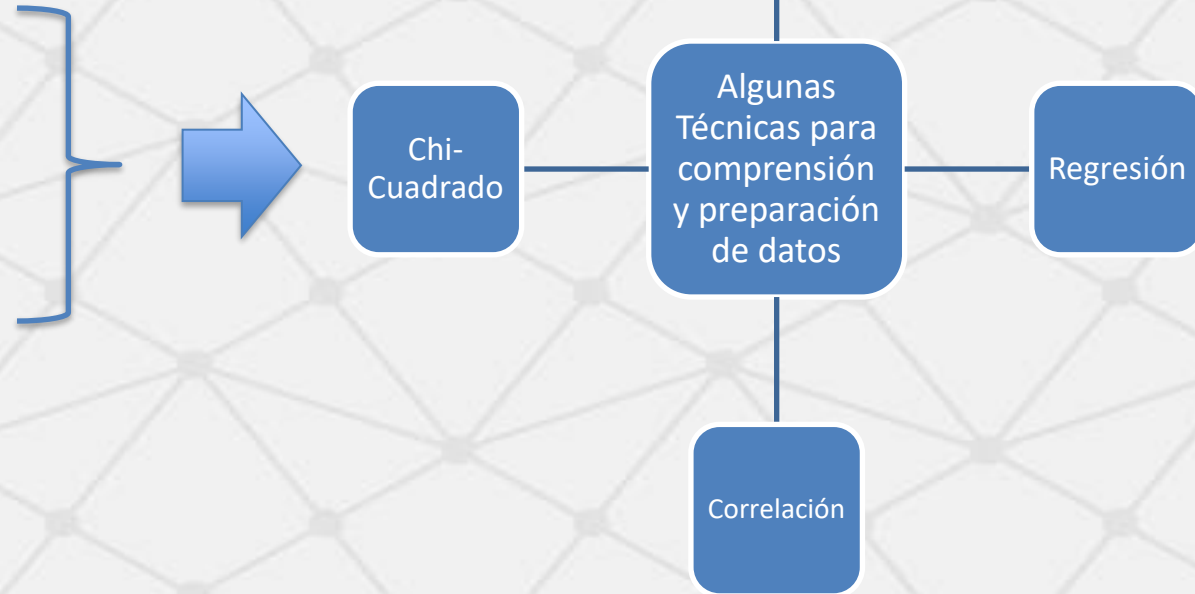 Algunas
Técnicas para
comprensión
y preparación
de datos
Chi-
Cuadrado
Regresión
Correlación